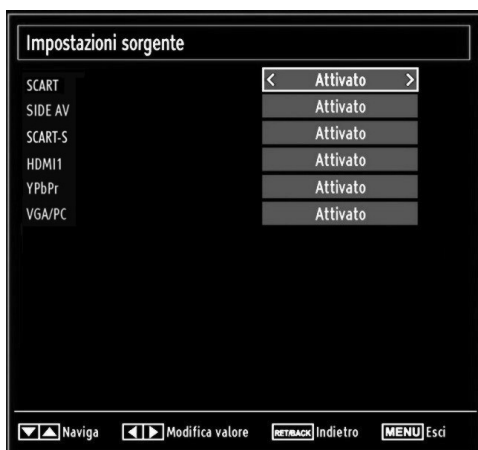 Impostazioni sorgente
SCART < Attivato >
SIDE AV Attivato
SCART-S Attivato
HDMI1 Attivato
YPbPr Attivato
VGA/PC Attivato
Naviga Modifica valore RET/BACK Indietro MENU Esci